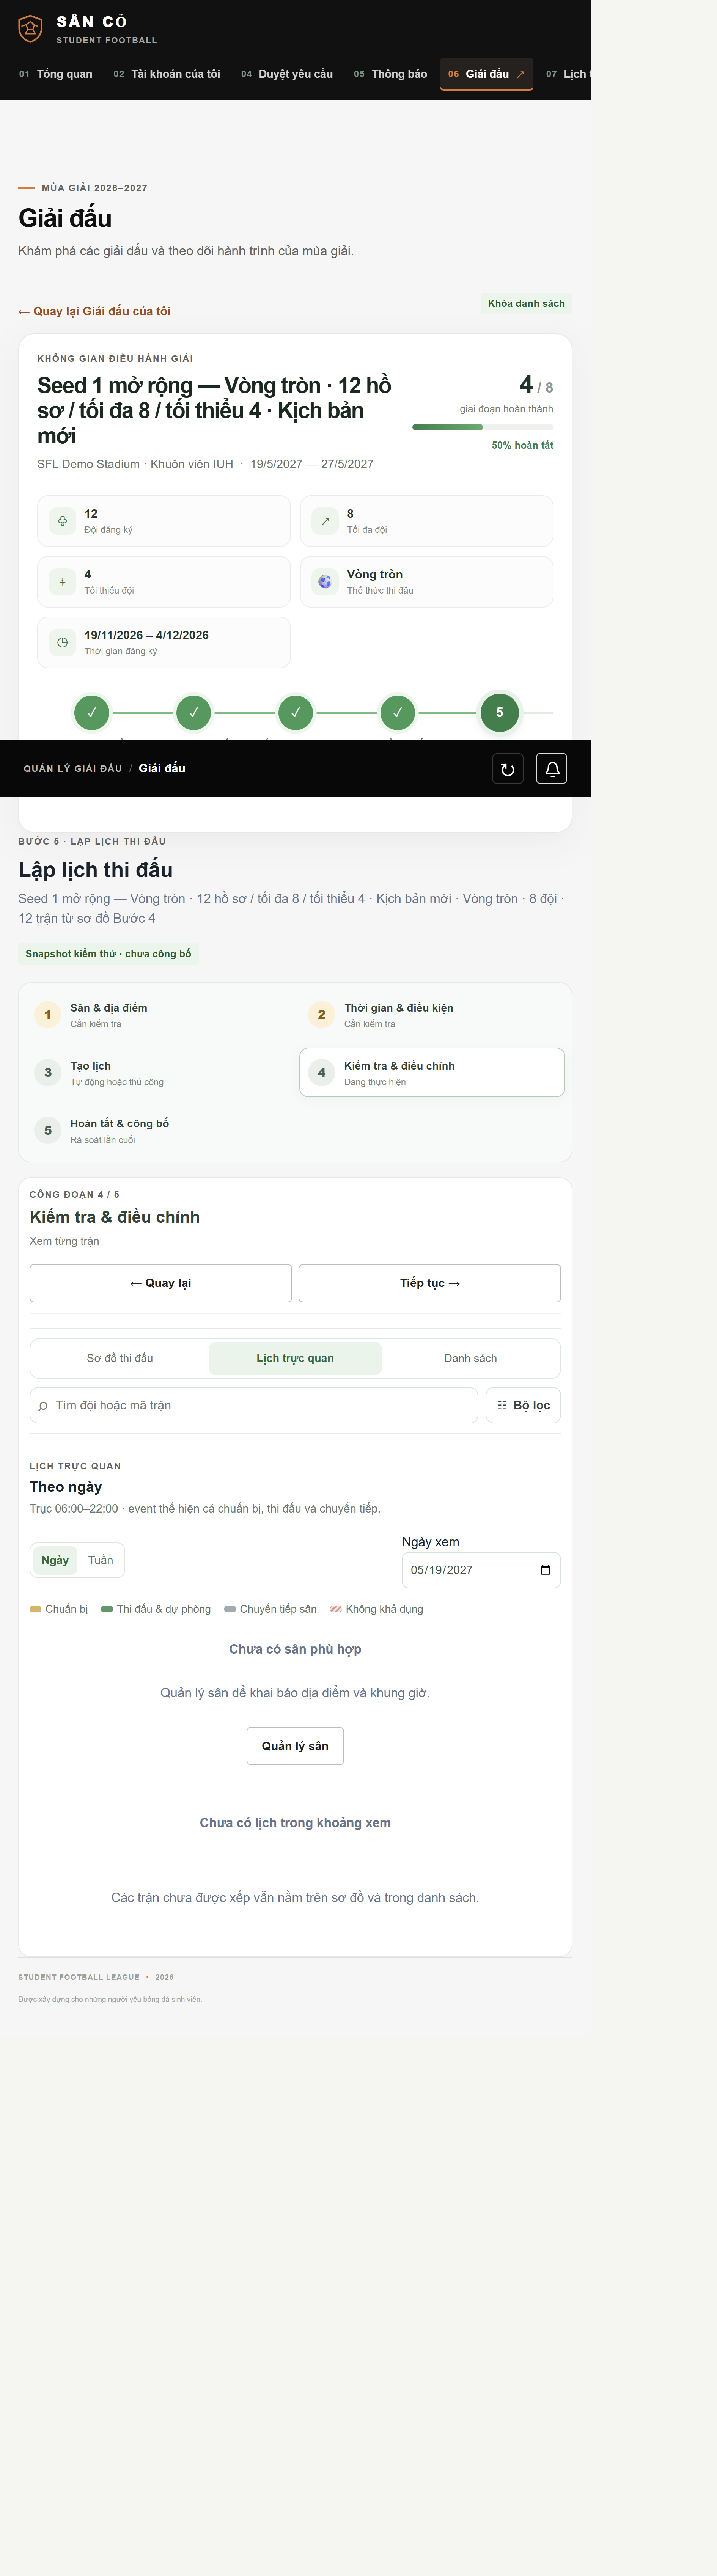 SÂN CỎ
STUDENT FOOTBALL
01 Tổng quan 02 Tài khoản của tôi 04 Duyệt yêu cầu 05 Thông báo 06 Giải đấu ↗ 07 Lịch
MÙA GIẢI 2026–2027
Giải đấu
Khám phá các giải đấu và theo dõi hành trình của mùa giải.
← Quay lại Giải đấu của tôi
Khóa danh sách
KHÔNG GIAN ĐIỀU HÀNH GIẢI
Seed 1 mở rộng — Vòng tròn · 12 hồ
sơ / tối đa 8 / tối thiểu 4 · Kịch bản
mới
SFL Demo Stadium · Khuôn viên IUH · 19/5/2027 — 27/5/2027
4 / 8
giai đoạn hoàn thành
50% hoàn tất
12
Đội đăng ký
↗ 8
Tối đa đội
÷ 4
Tối thiểu đội
Vòng tròn
Thể thức thi đấu
19/11/2026 – 4/12/2026
Thời gian đăng ký
✓ ✓ ✓ ✓ 5
QUẢN LÝ GIẢI ĐẤU / Giải đấu ↻
BƯỚC 5 · LẬP LỊCH THI ĐẤU
Lập lịch thi đấu
Seed 1 mở rộng — Vòng tròn · 12 hồ sơ / tối đa 8 / tối thiểu 4 · Kịch bản mới · Vòng tròn · 8 đội ·
12 trận từ sơ đồ Bước 4
Snapshot kiểm thử · chưa công bố
1 Sân & địa điểm
Cần kiểm tra
2 Thời gian & điều kiện
Cần kiểm tra
3 Tạo lịch
Tự động hoặc thủ công
4 Kiểm tra & điều chỉnh
Đang thực hiện
5 Hoàn tất & công bố
Rà soát lần cuối
CÔNG ĐOẠN 4 / 5
Kiểm tra & điều chỉnh
Xem từng trận
← Quay lại
Tiếp tục →
Sơ đồ thi đấu Lịch trực quan Danh sách
Tìm đội hoặc mã trận
☷ Bộ lọc
LỊCH TRỰC QUAN
Theo ngày
Trục 06:00–22:00 · event thể hiện cả chuẩn bị, thi đấu và chuyển tiếp.
Ngày Tuần
Ngày xem
05/19/2027
Chuẩn bị Thi đấu & dự phòng Chuyển tiếp sân Không khả dụng
Chưa có sân phù hợp
Quản lý sân để khai báo địa điểm và khung giờ.
Quản lý sân
Chưa có lịch trong khoảng xem
Các trận chưa được xếp vẫn nằm trên sơ đồ và trong danh sách.
STUDENT FOOTBALL LEAGUE • 2026
Được xây dựng cho những người yêu bóng đá sinh viên.